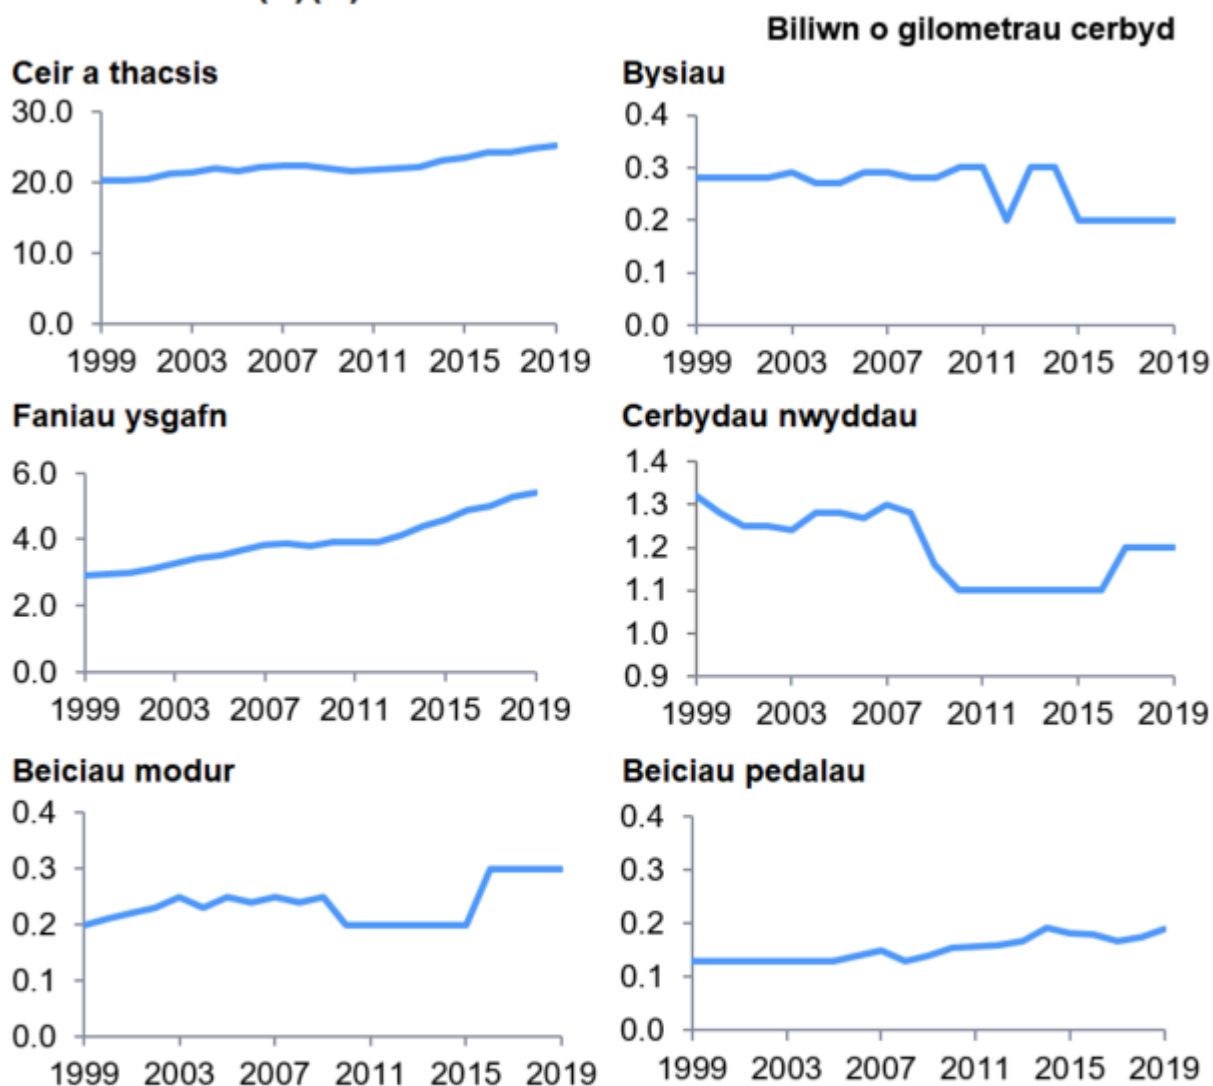 Biliwn o gilometrau cerbyd
Ceir a thacsis
30.0
20.0
10.0
0.0
1999 2003 2007 2011 2015 2019
Bysiau
0.4
0.3
0.2
0.1
0.0
1999 2003 2007 2011 2015 2019
Faniau ysgafn
6.0
4.0
2.0
0.0
1999 2003 2007 2011 2015 2019
Cerbydau nwyddau
1.4
1.3
1.2
1.1
1.0
0.9
1999 2003 2007 2011 2015 2019
Beiciau modur
0.4
0.3
0.2
0.1
0.0
1999 2003 2007 2011 2015 2019
Beiciau pedalau
0.4
0.3
0.2
0.1
0.0
1999 2003 2007 2011 2015 2019